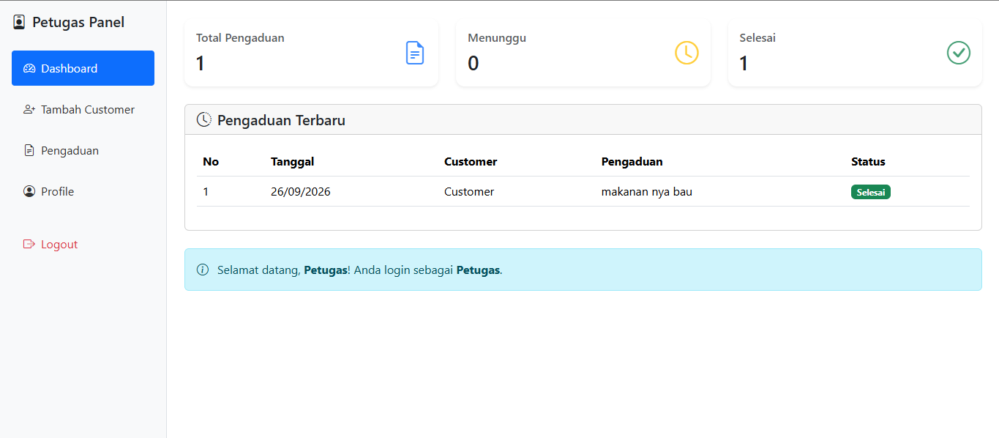 Petugas Panel
Dashboard
Tambah Customer
Pengaduan
Profile
Logout
Total Pengaduan
1
Menunggu
0
Selesai
1
Pengaduan Terbaru
No Tanggal Customer Pengaduan Status
1 26/09/2026 Customer makanan nya bau Selesai
Selamat datang, Petugas! Anda login sebagai Petugas.